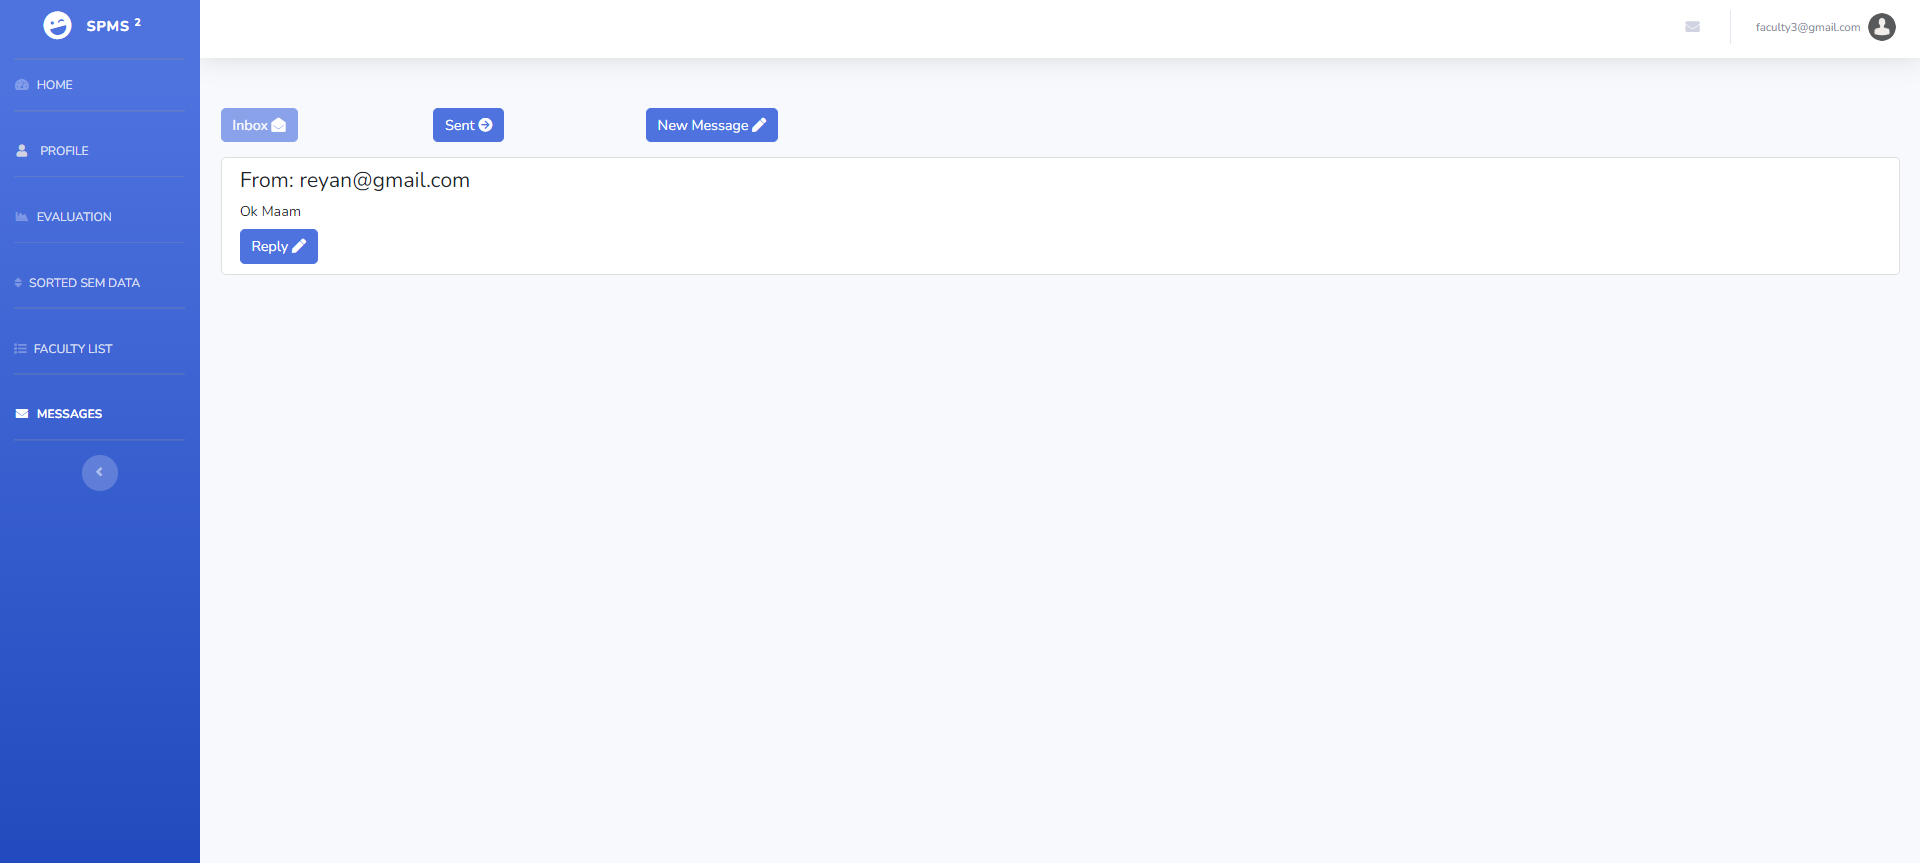 SPMS 2
faculty3@gmail.com
HOME
PROFILE
EVALUATION
SORTED SEM DATA
FACULTY LIST
MESSAGES
Inbox
Sent
New Message
From: reyan@gmail.com
Ok Maam
Reply